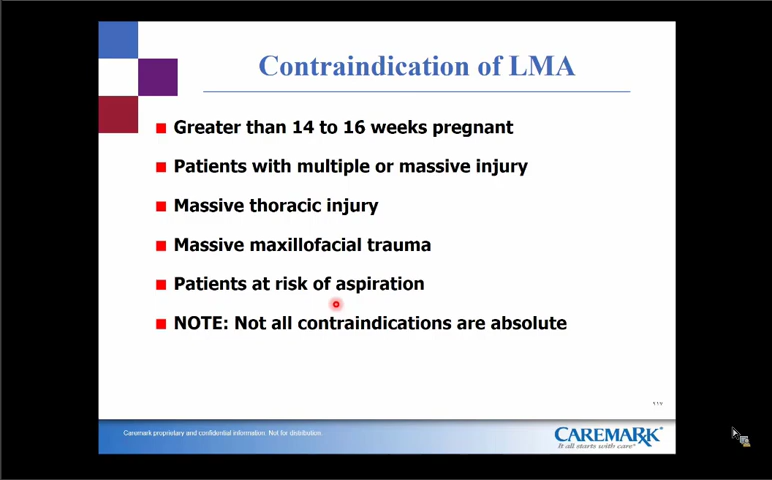 Contraindication of LMA
Greater than 14 to 16 weeks pregnant
Patients with multiple or massive injury
Massive thoracic injury
Massive maxillofacial trauma
Patients at risk of aspiration
NOTE: Not all contraindications are absolute
Caremark proprietary and confidential information. Not for distribution.
CAREMARK
It all starts with care